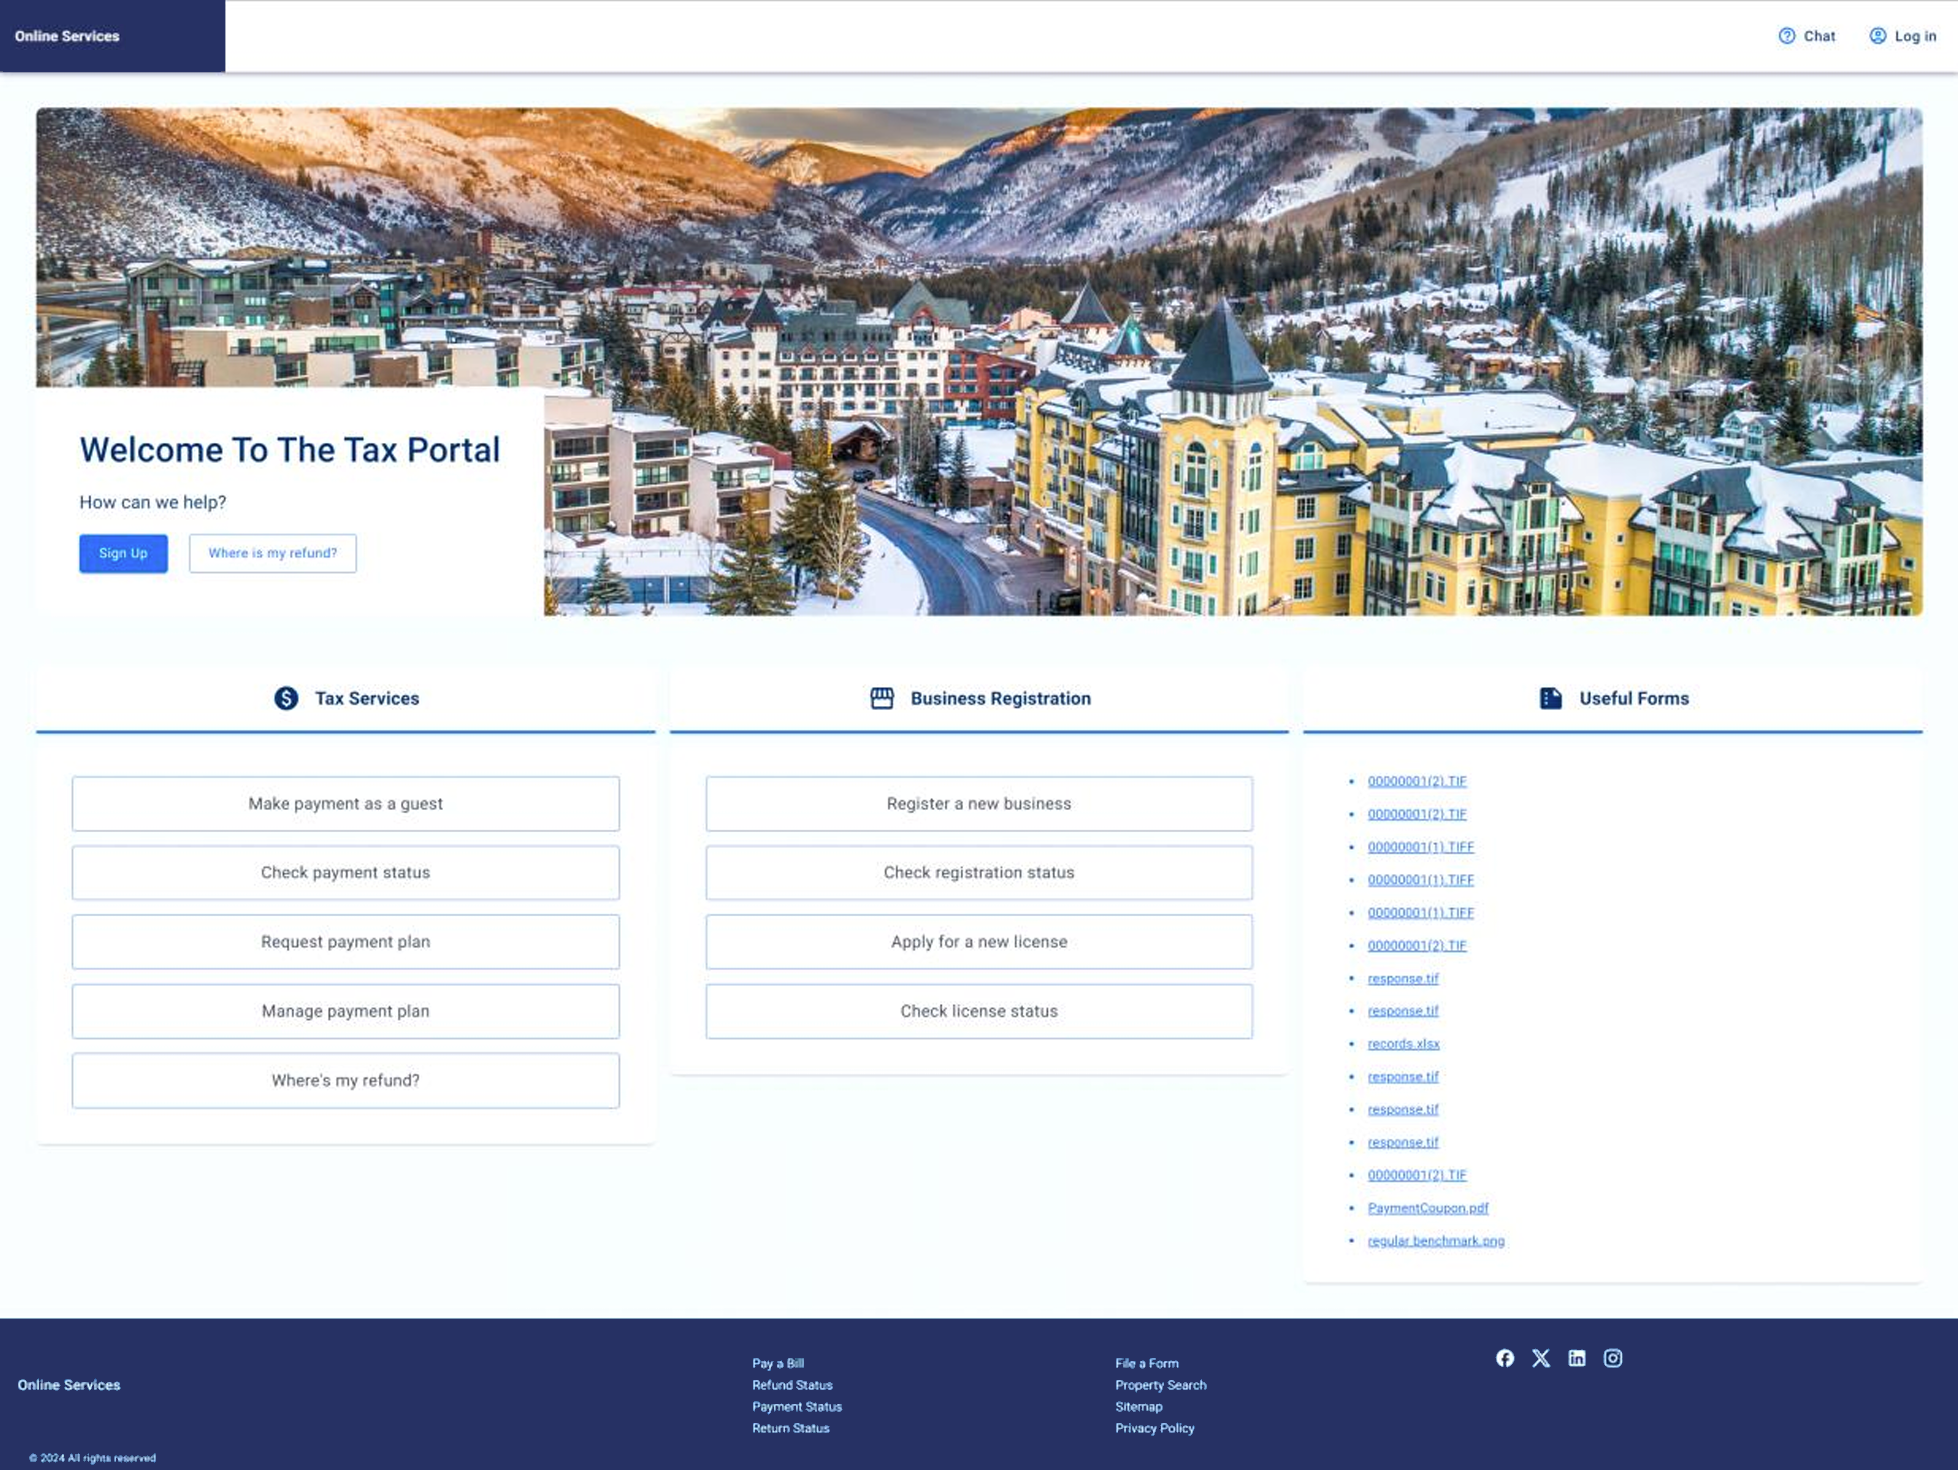 Online Services
Chat
Log in
Welcome To The Tax Portal
How can we help?
Sign Up
Where is my refund?
Tax Services
Make payment as a guest
Check payment status
Request payment plan
Manage payment plan
Where's my refund?
Business Registration
Register a new business
Check registration status
Apply for a new license
Check license status
Useful Forms
00000001(2).TIF
00000001(2).TIF
00000001(1).TIFF
00000001(1).TIFF
00000001(1).TIFF
00000001(2).TIF
response.tif
response.tif
records.xlsx
response.tif
response.tif
response.tif
00000001(2).TIF
PaymentCoupon.pdf
regular benchmark.png
Online Services
Pay a Bill
Refund Status
Payment Status
Return Status
File a Form
Property Search
Sitemap
Privacy Policy
© 2024 All rights reserved